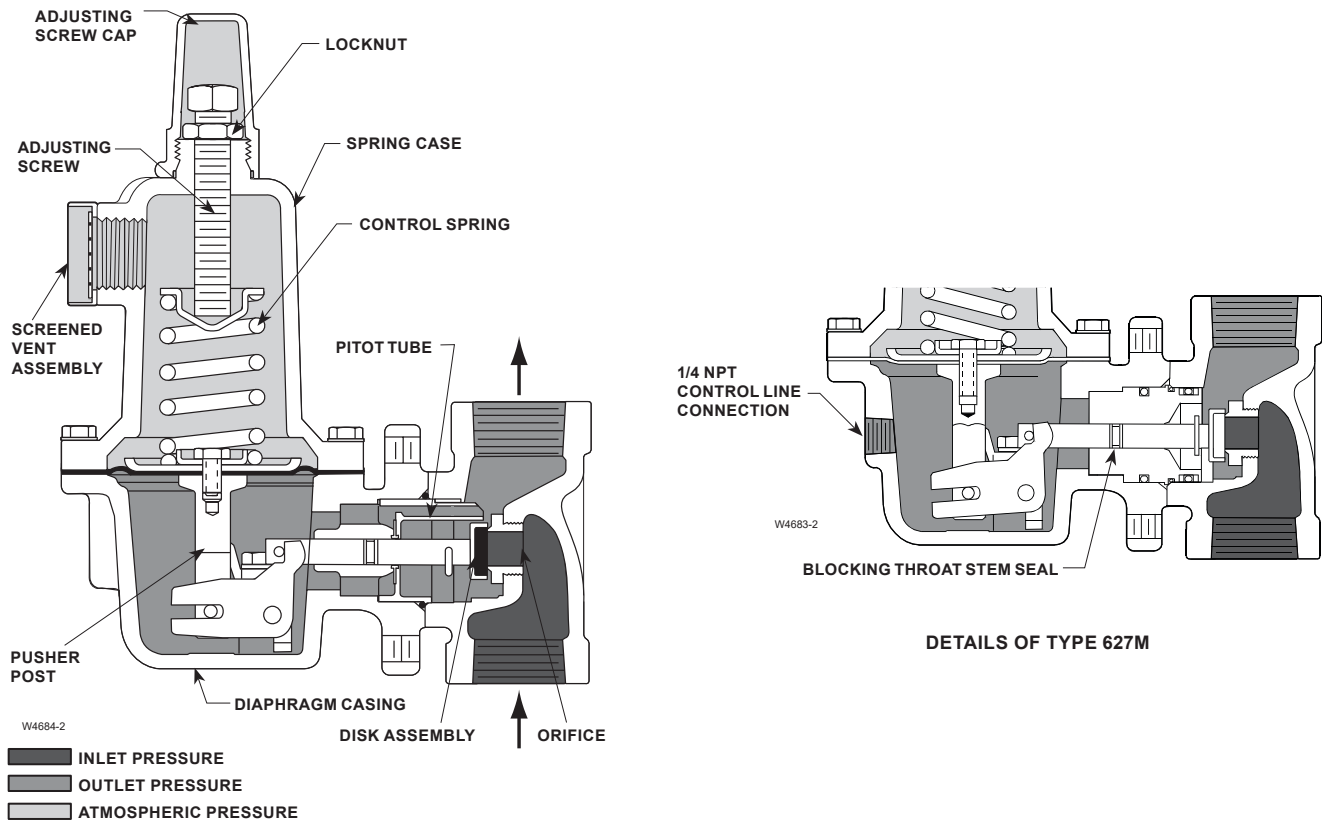 ADJUSTING
SCREW CAP
LOCKNUT
ADJUSTING
SCREW
SPRING CASE
CONTROL SPRING
SCREENED
VENT
ASSEMBLY
PITOT TUBE
PUSHER
POST
DIAPHRAGM CASING
W4684-2
DISK ASSEMBLY
ORIFICE
INLET PRESSURE
OUTLET PRESSURE
ATMOSPHERIC PRESSURE
1/4 NPT
CONTROL LINE
CONNECTION
W4683-2
BLOCKING THROAT STEM SEAL
DETAILS OF TYPE 627M